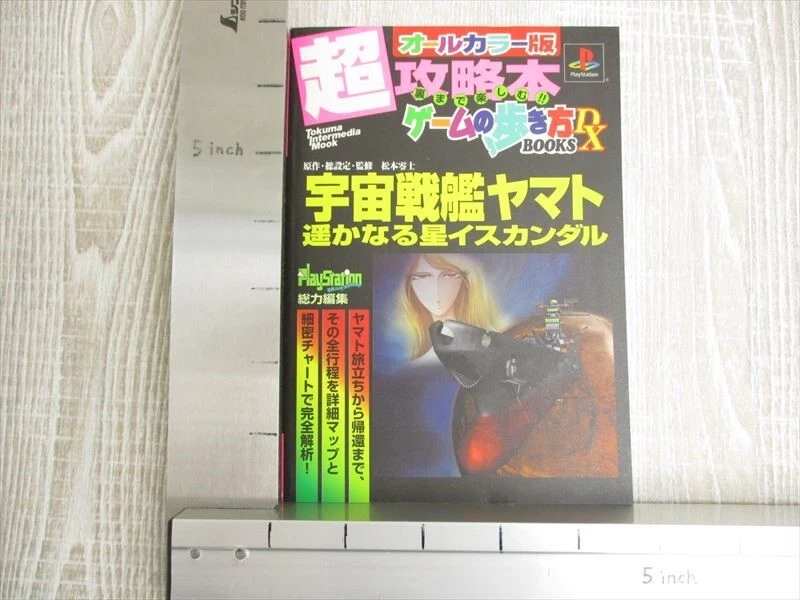 シン
600 mm
5 inch
オールカラー版
超
攻略本
PlayStation
裏まで楽しむ!!
ゲームの歩き方DX
BOOKS
Tokuma
Intermedia
Mook
原作・総設定・監修 松本零士
宇宙戦艦ヤマト
遥かなる星イスカンダル
PlayStation
総力編集
ヤマト旅立ちから帰還まで、
その全行程を詳細マップと
細密チャートで完全解析!
5 inch